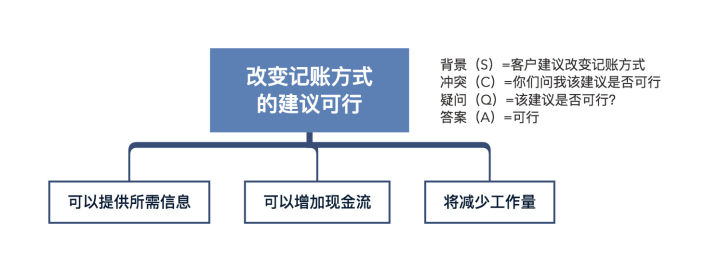 改变记账方式
的建议可行
背景（S）=客户建议改变记账方式
冲突（C）=你们问我该建议是否可行
疑问（Q）=该建议是否可行?
答案（A）=可行
可以提供所需信息
可以增加现金流
将减少工作量